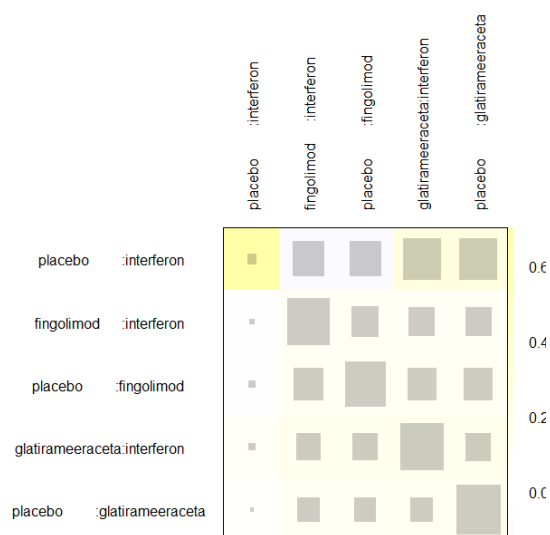 placebo :interferon
fingolimod :interferon
placebo :fingolimod
glatirameeraceta:interferon
placebo :glatirameeraceta
placebo :interferon
fingolimod :interferon
placebo :fingolimod
glatirameeraceta:interferon
placebo :glatirameeraceta
0.6
0.4
0.2
0.0